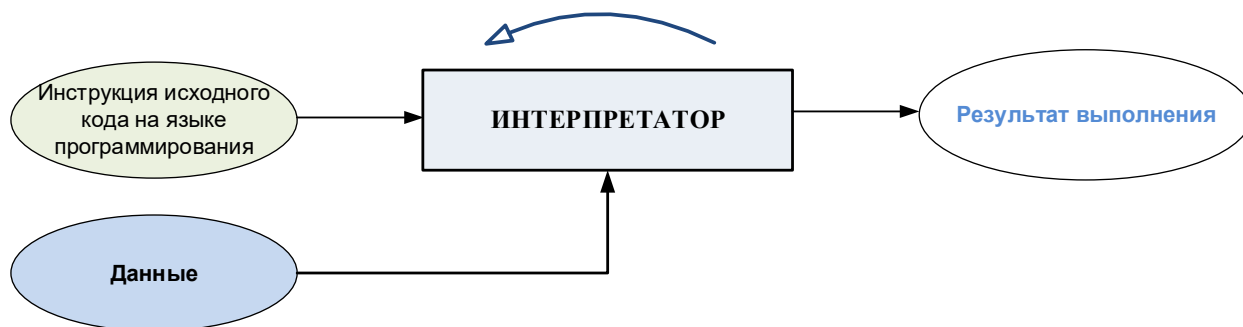 Инструкция исходного
кода на языке
программирования
ИНТЕРПРЕТАТОР
Результат выполнения
Данные